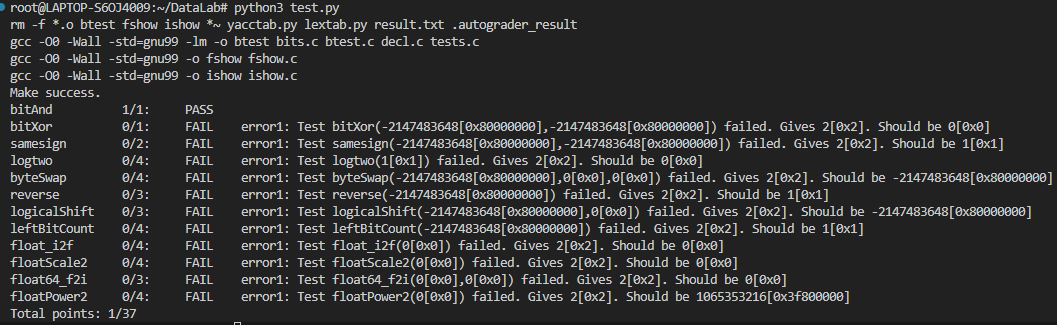 root@LAPTOP-S6OJ4009:~/DataLab# python3 test.py
rm -f *.o btest fshow ishow *~ yacctab.py lextab.py result.txt .autograder_result
gcc -O0 -Wall -std=gnu99 -lm -o btest bits.c btest.c decl.c tests.c
gcc -O0 -Wall -std=gnu99 -o fshow fshow.c
gcc -O0 -Wall -std=gnu99 -o ishow ishow.c
Make success.
bitAnd 1/1: PASS
bitXor 0/1: FAIL error1: Test bitXor(-2147483648[0x80000000],-2147483648[0x80000000]) failed. Gives 2[0x2]. Should be 0[0x0]
samesign 0/2: FAIL error1: Test samesign(-2147483648[0x80000000],-2147483648[0x80000000]) failed. Gives 2[0x2]. Should be 1[0x1]
logtwo 0/4: FAIL error1: Test logtwo(1[0x1]) failed. Gives 2[0x2]. Should be 0[0x0]
byteSwap 0/4: FAIL error1: Test byteSwap(-2147483648[0x80000000],0[0x0],0[0x0]) failed. Gives 2[0x2]. Should be -2147483648[0x80000000]
reverse 0/3: FAIL error1: Test reverse(-2147483648[0x80000000]) failed. Gives 2[0x2]. Should be 1[0x1]
logicalShift 0/3: FAIL error1: Test logicalShift(-2147483648[0x80000000],0[0x0]) failed. Gives 2[0x2]. Should be -2147483648[0x80000000]
leftBitCount 0/4: FAIL error1: Test leftBitCount(-2147483648[0x80000000]) failed. Gives 2[0x2]. Should be 1[0x1]
float_i2f 0/4: FAIL error1: Test float_i2f(0[0x0]) failed. Gives 2[0x2]. Should be 0[0x0]
floatScale2 0/4: FAIL error1: Test floatScale2(0[0x0]) failed. Gives 2[0x2]. Should be 0[0x0]
float64_f2i 0/3: FAIL error1: Test float64_f2i(0[0x0],0[0x0]) failed. Gives 2[0x2]. Should be 0[0x0]
floatPower2 0/4: FAIL error1: Test floatPower2(0[0x0]) failed. Gives 2[0x2]. Should be 1065353216[0x3f800000]
Total points: 1/37